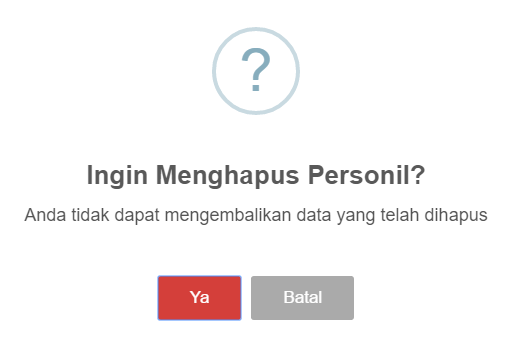 ?
Ingin Menghapus Personil?
Anda tidak dapat mengembalikan data yang telah dihapus
Ya
Batal